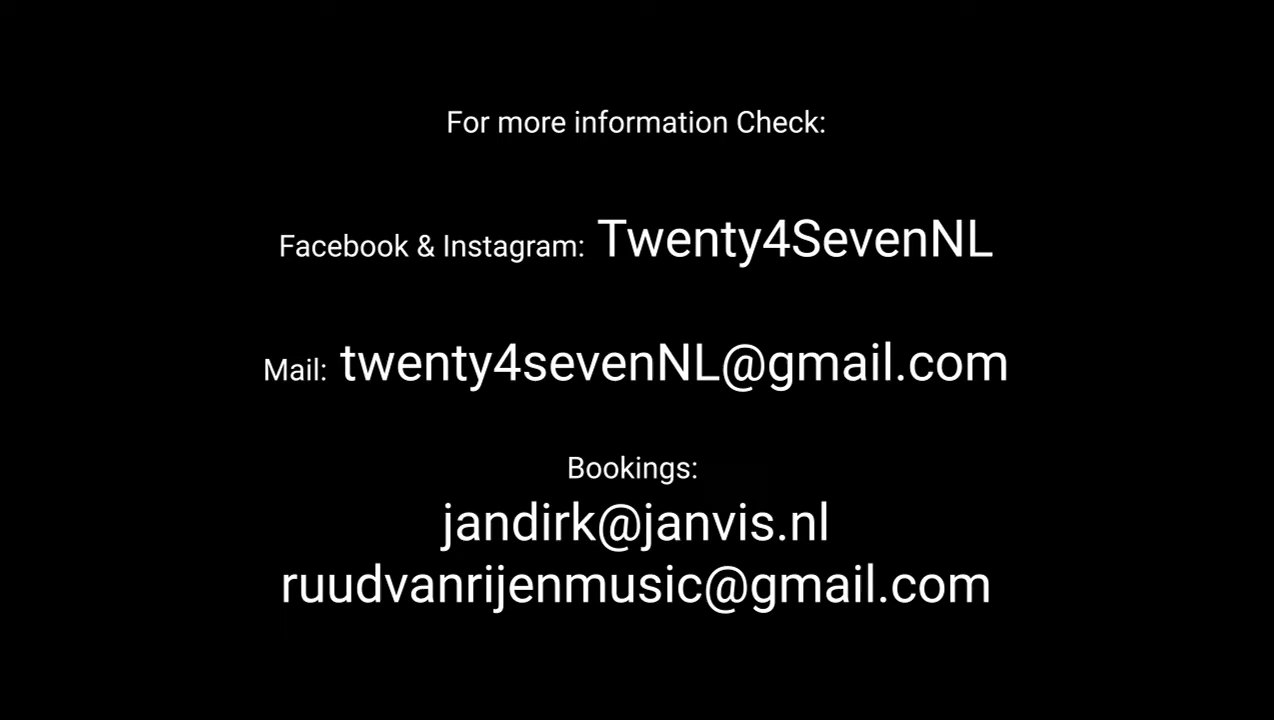 For more information Check:
Facebook & Instagram: Twenty4SevenNL
Mail: twenty4sevenNL@gmail.com
Bookings:
jandirk@janvis.nl
ruudvanrijenmusic@gmail.com